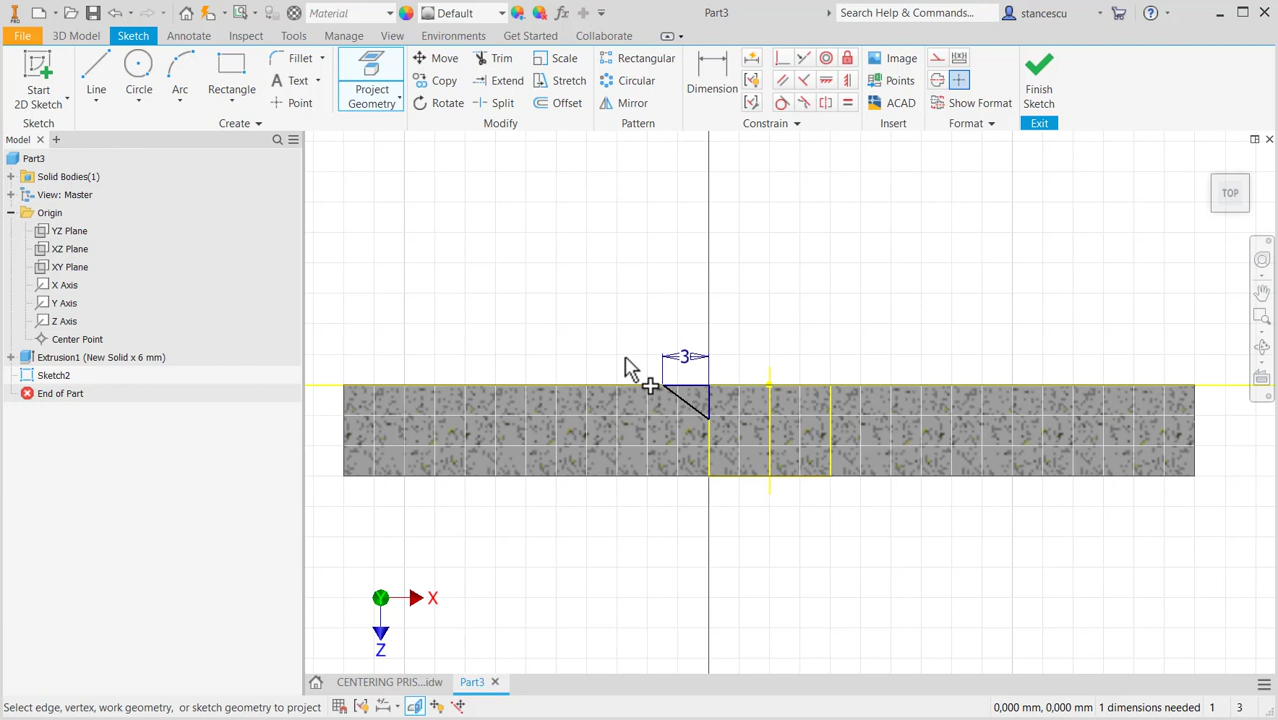 Material
Default
Part3
Search Help & Commands...
stancescu
PRO
File
3D Model
Sketch
Annotate
Inspect
Tools
Manage
View
Environments
Get Started
Collaborate
Start
2D Sketch
Line
Circle
Arc
Rectangle
Fillet
Text
Point
Project
Geometry
Move
Copy
Rotate
Trim
Extend
Split
Scale
Stretch
Offset
Rectangular
Circular
Mirror
Dimension
Image
Points
ACAD
Show Format
Finish
Sketch
Sketch
Create
Modify
Pattern
Constrain
Insert
Format
Exit
Model
Part3
Solid Bodies(1)
View: Master
Origin
YZ Plane
XZ Plane
XY Plane
X Axis
Y Axis
Z Axis
Center Point
Extrusion1 (New Solid x 6 mm)
Sketch2
End of Part
TOP
3
Y
X
Z
CENTERING PRIS....idw
Part3
Select edge, vertex, work geometry, or sketch geometry to project
0,000 mm, 0,000 mm
1 dimensions needed
1
3